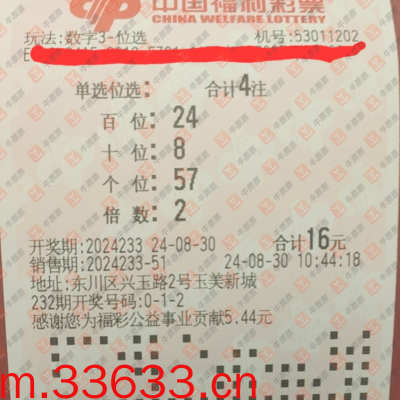 中国福利彩票
CHINA WELFARE LOTTERY
玩法:数字3-位选 机号:53011202
单选位选: 合计4注
百 位: 24
十 位: 8
个 位: 57
倍 数: 2
开奖期:2024233 24-08-30 合计16元
销售期:2024233-51 24-08-30 10:44:18
地址:东川区兴玉路2号玉美新城
232期开奖号码:0-1-2
感谢您为福彩公益事业贡献5.44元
m.33633.cn